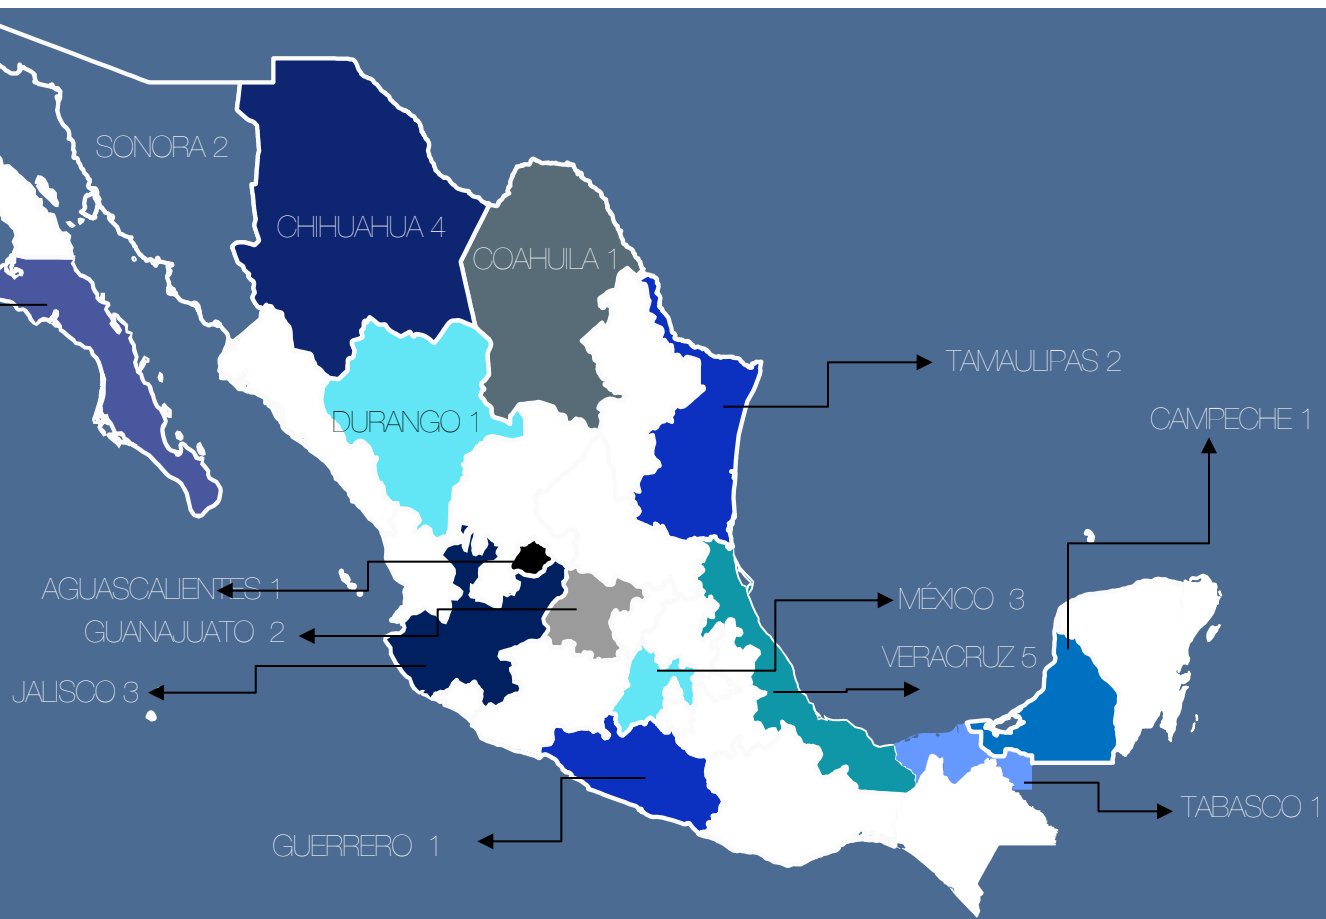 SONORA 2
CHIHUAHUA 4
COAHUILA 1
TAMAULIPAS 2
DURANGO 1
CAMPECHE 1
AGUASCALIENTES 1
MÉXICO 3
GUANAJUATO 2
VERACRUZ 5
JALISCO 3
TABASCO 1
GUERRERO 1